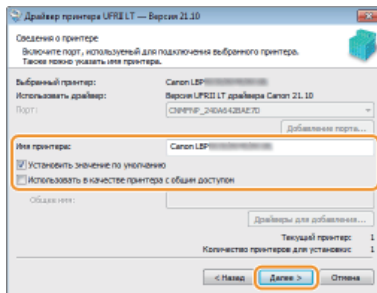 Драйвер принтера UFRII LT — Версия 21.10
Сведения о принтере
Включите порт, используемый для подключения выбранного принтера.
Также можно указать имя принтера.
Выбранный принтер: Canon LBP
Использовать драйвер: Версия UFRII LT драйвера Canon 21.10
Порт: CNMFNP_240A642BAE7D
Добавление порта...
Имя принтера: Canon LBP
Установить значение по умолчанию
Использовать в качестве принтера с общим доступом
Общее имя:
Драйверы для добавления...
Текущий принтер: 1
Количество принтеров для установки: 1
< Назад Далее > Отмена